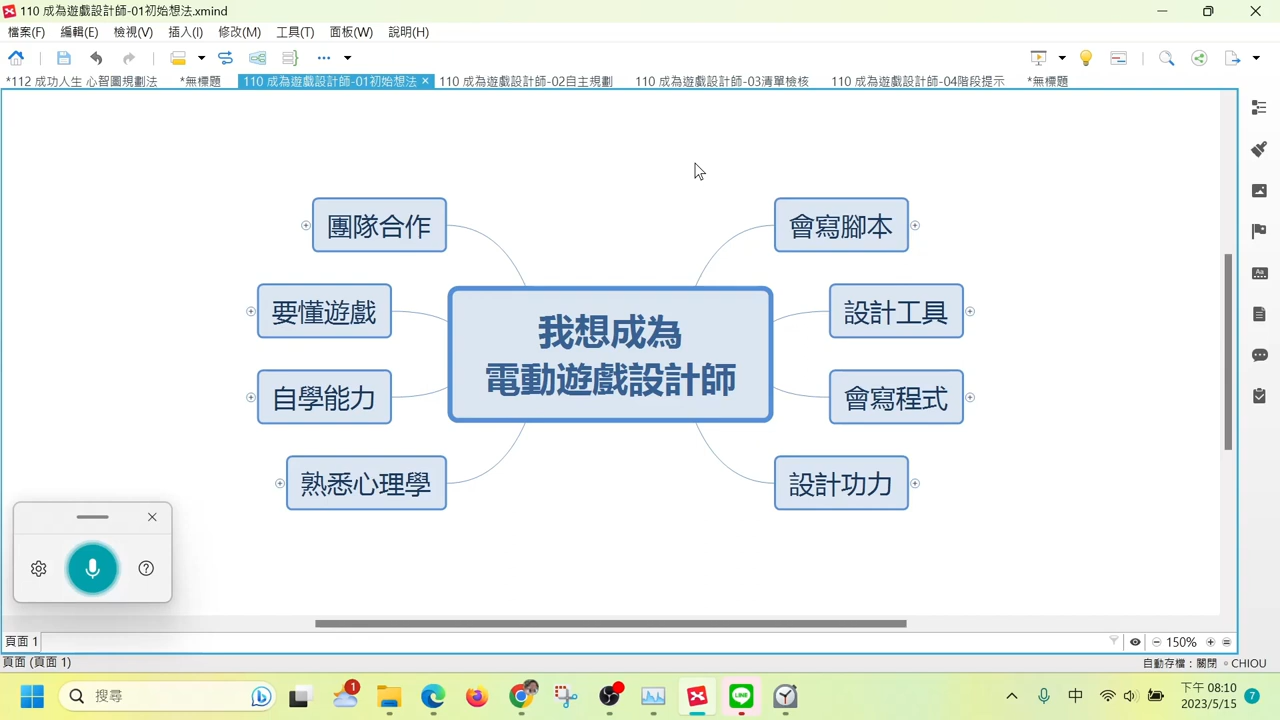 110 成為遊戲設計師-01初始想法.xmind
檔案(F) 編輯(E) 檢視(V) 插入(I) 修改(M) 工具(T) 面板(W) 說明(H)
*112 成功人生 心智圖規劃法 *無標題 110 成為遊戲設計師-01初始想法 110 成為遊戲設計師-02自主規劃 110 成為遊戲設計師-03清單檢核 110 成為遊戲設計師-04階段提示 *無標題
團隊合作
會寫腳本
要懂遊戲
設計工具
我想成為
電動遊戲設計師
自學能力
會寫程式
熟悉心理學
設計功力
頁面 1
150%
頁面 (頁面 1)
自動存檔：關閉 CHIOU
搜尋
1
中
下午 08:10
2023/5/15
7
LINE
Aa